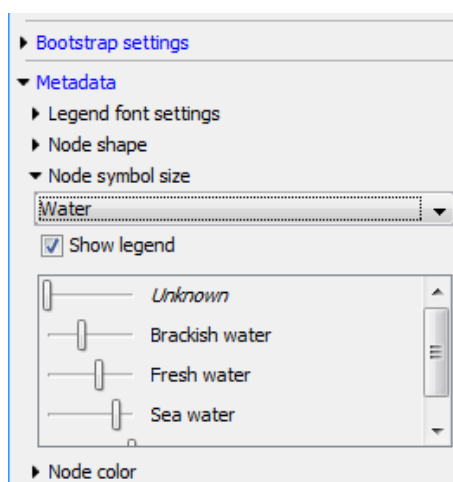 Bootstrap settings
Metadata
Legend font settings
Node shape
Node symbol size
Water
Show legend
Unknown
Brackish water
Fresh water
Sea water
Node color